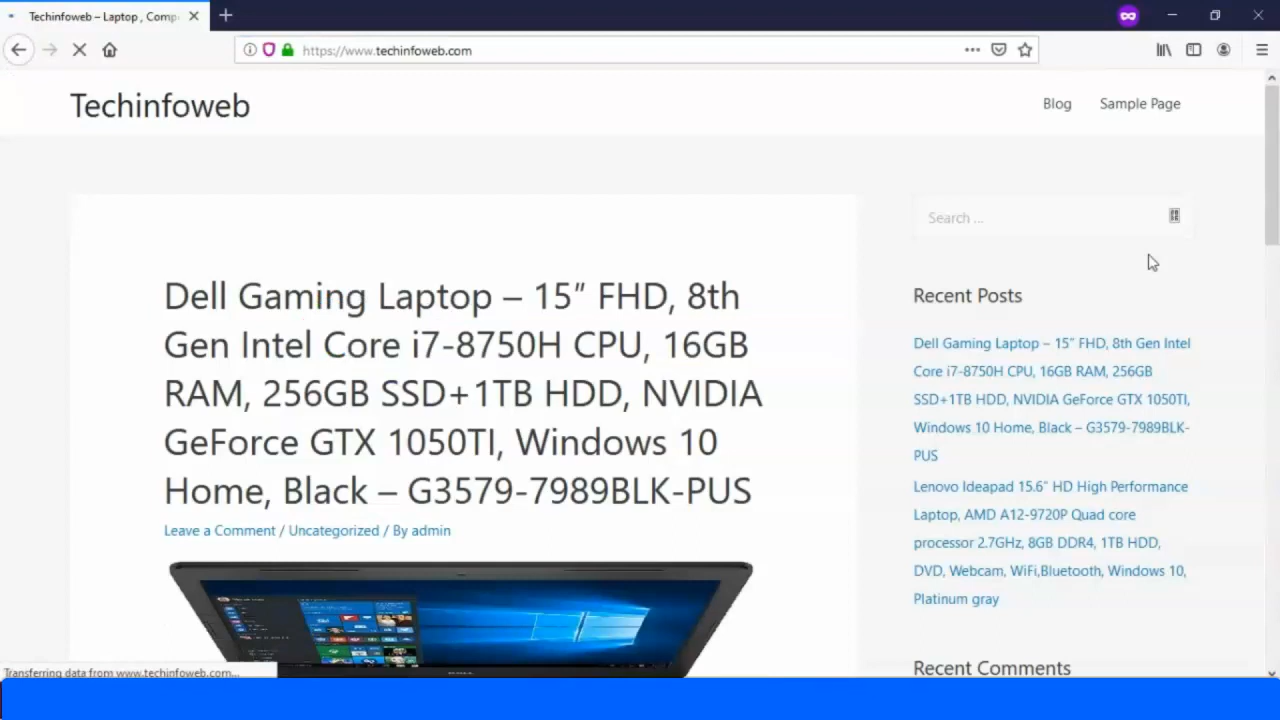 Techinfoweb – Laptop , Comp
https://www.techinfoweb.com
Techinfoweb
Blog
Sample Page
Search ...
Dell Gaming Laptop – 15” FHD, 8th
Gen Intel Core i7-8750H CPU, 16GB
RAM, 256GB SSD+1TB HDD, NVIDIA
GeForce GTX 1050TI, Windows 10
Home, Black – G3579-7989BLK-PUS
Leave a Comment / Uncategorized / By admin
Recent Posts
Dell Gaming Laptop – 15” FHD, 8th Gen Intel
Core i7-8750H CPU, 16GB RAM, 256GB
SSD+1TB HDD, NVIDIA GeForce GTX 1050TI,
Windows 10 Home, Black – G3579-7989BLK-
PUS
Lenovo Ideapad 15.6" HD High Performance
Laptop, AMD A12-9720P Quad core
processor 2.7GHz, 8GB DDR4, 1TB HDD,
DVD, Webcam, WiFi,Bluetooth, Windows 10,
Platinum gray
Recent Comments
Transferring data from www.techinfoweb.com...